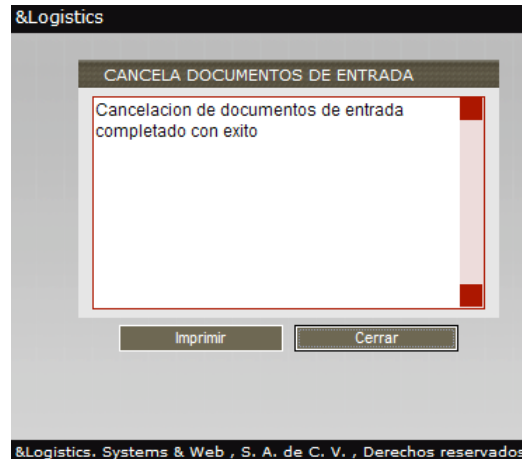 &Logistics
CANCELA DOCUMENTOS DE ENTRADA
Cancelacion de documentos de entrada
completado con exito
Imprimir
Cerrar
&Logistics. Systems & Web , S. A. de C. V. , Derechos reservados